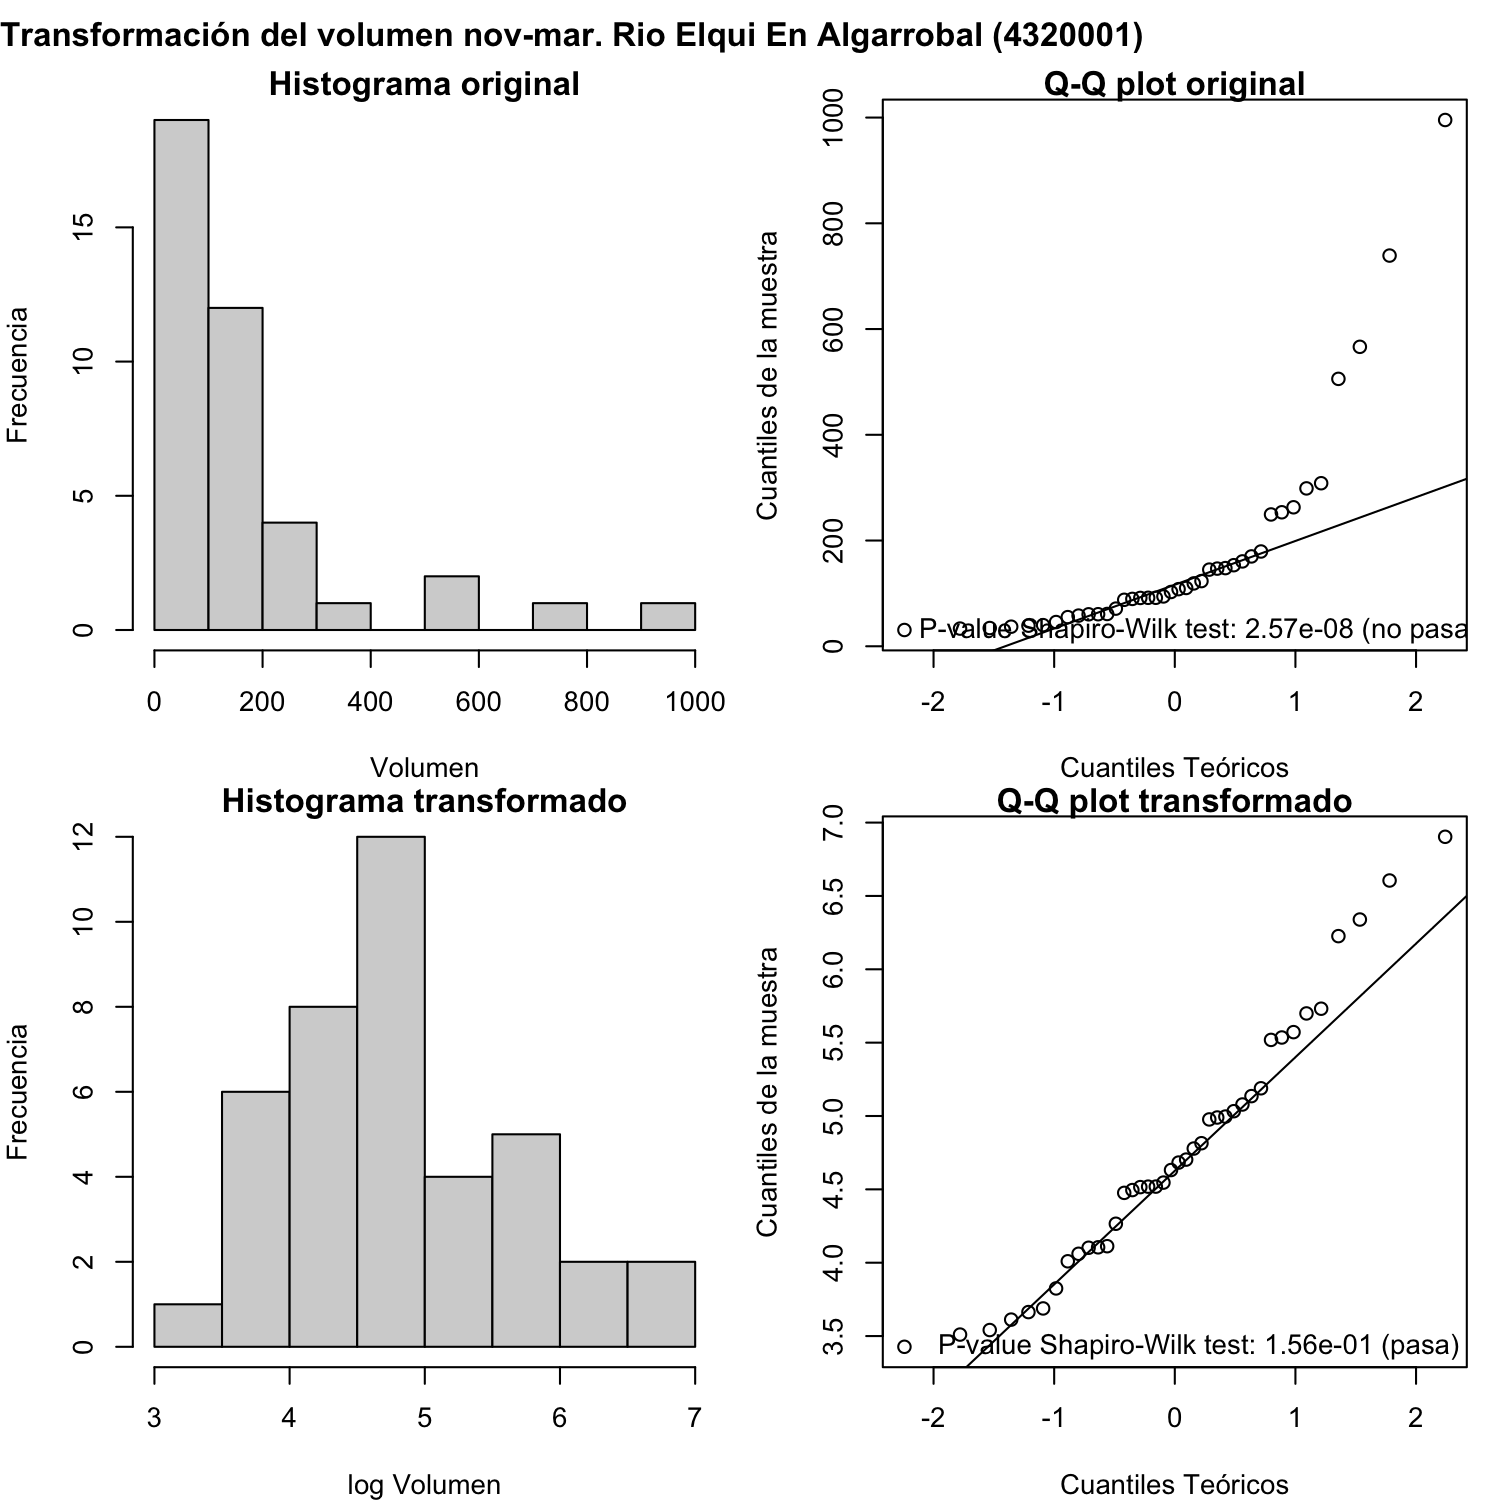 Transformación del volumen nov-mar. Rio Elqui En Algarrobal (4320001)
Histograma original
Frecuencia
15
10
5
0
0 200 400 600 800 1000
Volumen
Q-Q plot original
Cuantiles de la muestra
1000
800
600
400
200
0
P-value Shapiro-Wilk test: 2.57e-08 (no pasa
-2 -1 0 1 2
Cuantiles Teóricos
Histograma transformado
Frecuencia
12
10
8
6
4
2
0
3 4 5 6 7
log Volumen
Q-Q plot transformado
Cuantiles de la muestra
7.0
6.5
6.0
5.5
5.0
4.5
4.0
3.5
P-value Shapiro-Wilk test: 1.56e-01 (pasa)
-2 -1 0 1 2
Cuantiles Teóricos